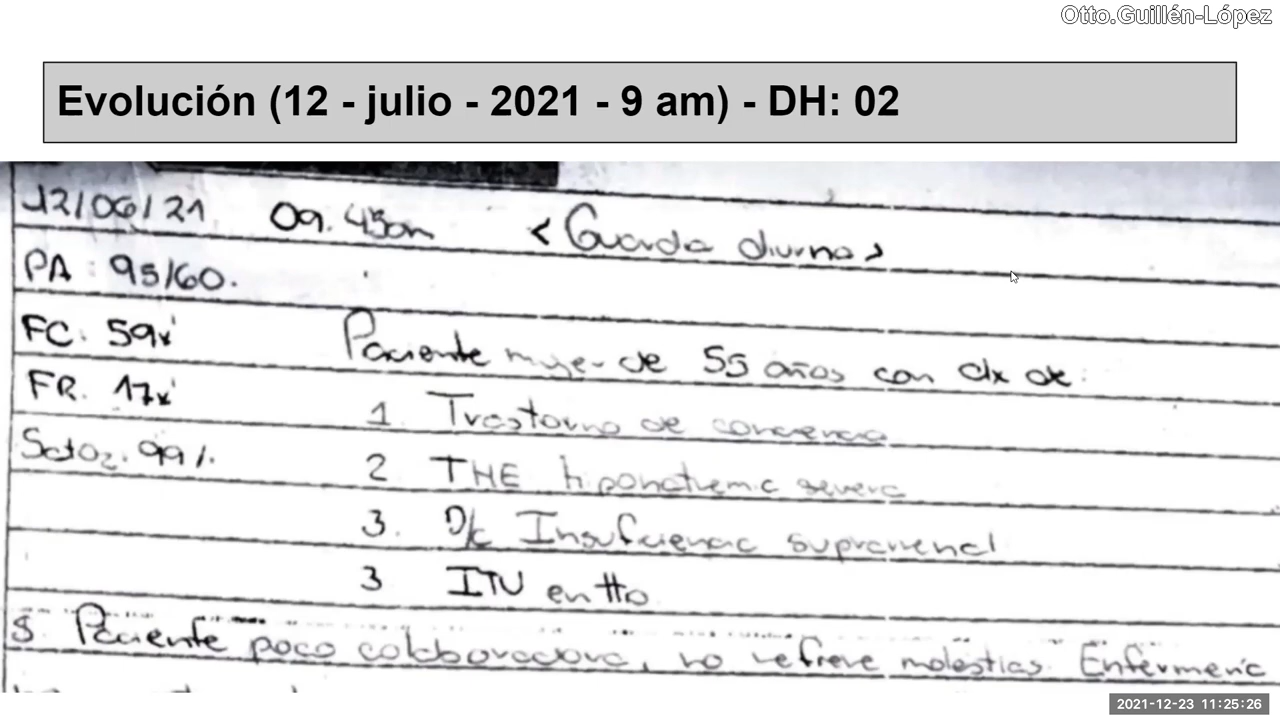 Otto.Guillén-López
Evolución (12 - julio - 2021 - 9 am) - DH: 02
12/06/21 09.45am <Guardia diurna>
PA: 95/60.
FC: 59x' Paciente mujer de 55 años con dx de:
FR. 17x'
1. Trastorno de conciencia
SatO2. 99%.
2 THE hiponatremia severa
3. D/c Insuficiencia suprarrenal
3 ITU en tto
S. Paciente poco colaboradora, no refiere molestias. Enfermería
2021-12-23 11:25:26